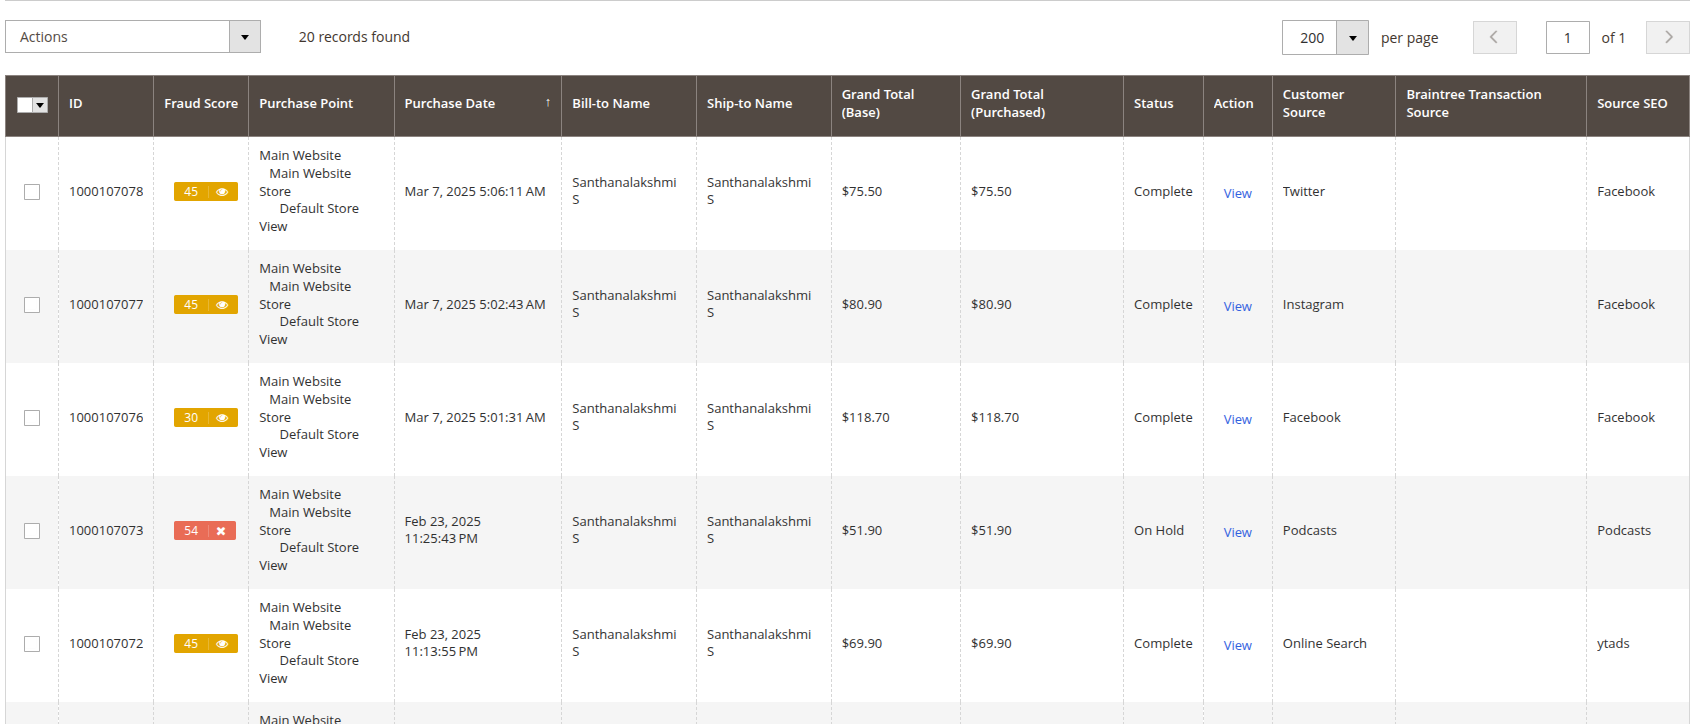 Actions
20 records found
200
per page
1
of 1
ID
Fraud Score
Purchase Point
Purchase Date ↑
Bill-to Name
Ship-to Name
Grand Total
(Base)
Grand Total
(Purchased)
Status
Action
Customer
Source
Braintree Transaction
Source
Source SEO
1000107078
45
Main Website
Main Website
Store
Default Store
View
Mar 7, 2025 5:06:11 AM
Santhanalakshmi
S
Santhanalakshmi
S
$75.50
$75.50
Complete
View
Twitter
Facebook
1000107077
45
Main Website
Main Website
Store
Default Store
View
Mar 7, 2025 5:02:43 AM
Santhanalakshmi
S
Santhanalakshmi
S
$80.90
$80.90
Complete
View
Instagram
Facebook
1000107076
30
Main Website
Main Website
Store
Default Store
View
Mar 7, 2025 5:01:31 AM
Santhanalakshmi
S
Santhanalakshmi
S
$118.70
$118.70
Complete
View
Facebook
Facebook
1000107073
54
Main Website
Main Website
Store
Default Store
View
Feb 23, 2025
11:25:43 PM
Santhanalakshmi
S
Santhanalakshmi
S
$51.90
$51.90
On Hold
View
Podcasts
Podcasts
1000107072
45
Main Website
Main Website
Store
Default Store
View
Feb 23, 2025
11:13:55 PM
Santhanalakshmi
S
Santhanalakshmi
S
$69.90
$69.90
Complete
View
Online Search
ytads
Main Website